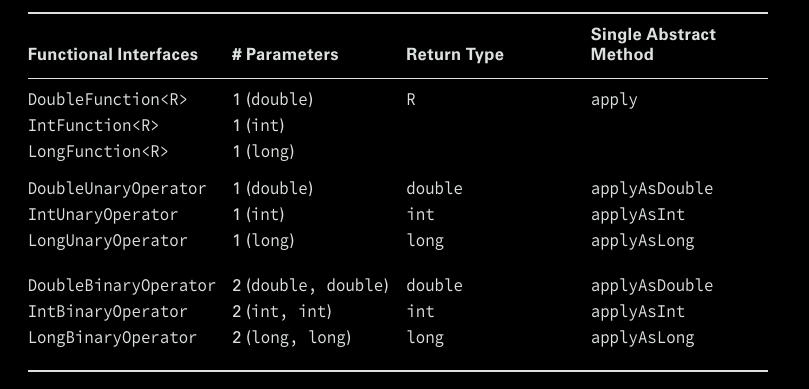 Functional Interfaces # Parameters Return Type Single Abstract
Method
DoubleFunction<R> 1 (double) R apply
IntFunction<R> 1 (int)
LongFunction<R> 1 (long)
DoubleUnaryOperator 1 (double) double applyAsDouble
IntUnaryOperator 1 (int) int applyAsInt
LongUnaryOperator 1 (long) long applyAsLong
DoubleBinaryOperator 2 (double, double) double applyAsDouble
IntBinaryOperator 2 (int, int) int applyAsInt
LongBinaryOperator 2 (long, long) long applyAsLong